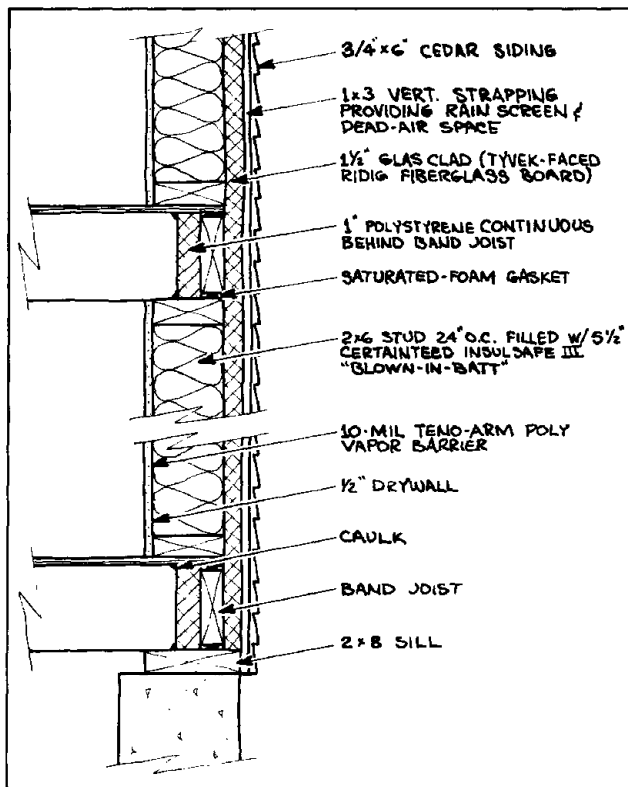 3/4"x6" CEDAR SIDING
1x3 VERT. STRAPPING
PROVIDING RAIN SCREEN &
DEAD-AIR SPACE
1½" GLAS CLAD (TYVEK-FACED
RIDIG FIBERGLASS BOARD)
1" POLYSTYRENE CONTINUOUS
BEHIND BAND JOIST
SATURATED-FOAM GASKET
2x6 STUD 24" O.C. FILLED W/ 5½"
CERTAINTEED INSULSAFE III
"BLOWN-IN-BATT"
10-MIL TENO-ARM POLY
VAPOR BARRIER
½" DRYWALL
CAULK
BAND JOIST
2x8 SILL